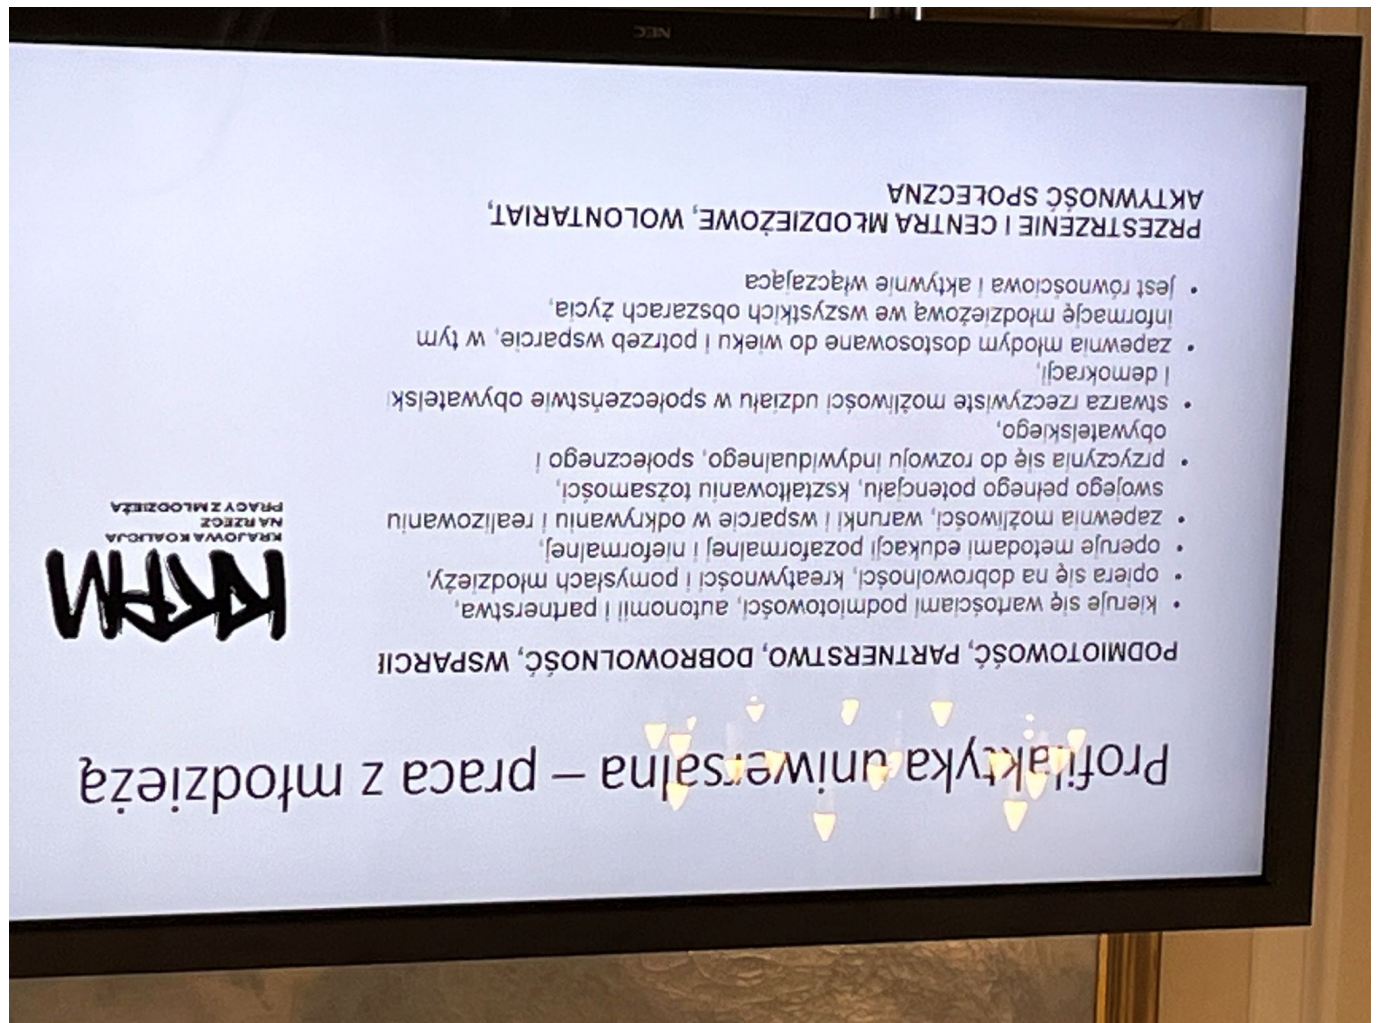 Profilaktyka uniwersalna – praca z młodzieżą
PODMIOTOWOŚĆ, PARTNERSTWO, DOBROWOLNOŚĆ, WSPARCIE
• kieruje się wartościami podmiotowości, autonomii i partnerstwa,
• opiera się na dobrowolności, kreatywności i pomysłach młodzieży,
• operuje metodami edukacji pozaformalnej i nieformalnej,
• zapewnia możliwości, warunki i wsparcie w odkrywaniu i realizowaniu
swojego pełnego potencjału, kształtowaniu tożsamości,
• przyczynia się do rozwoju indywidualnego, społecznego i
obywatelskiego,
• stwarza rzeczywiste możliwości udziału w społeczeństwie obywatelsk
i demokracji,
• zapewnia młodym dostosowane do wieku i potrzeb wsparcie, w tym
informację młodzieżową we wszystkich obszarach życia,
• jest równościowa i aktywnie włączająca
PRZESTRZENIE I CENTRA MŁODZIEŻOWE, WOLONTARIAT,
AKTYWNOŚĆ SPOŁECZNA
KRAJOWA KOALICJA
NA RZECZ
PRACY Z MŁODZIEŻĄ
NEC